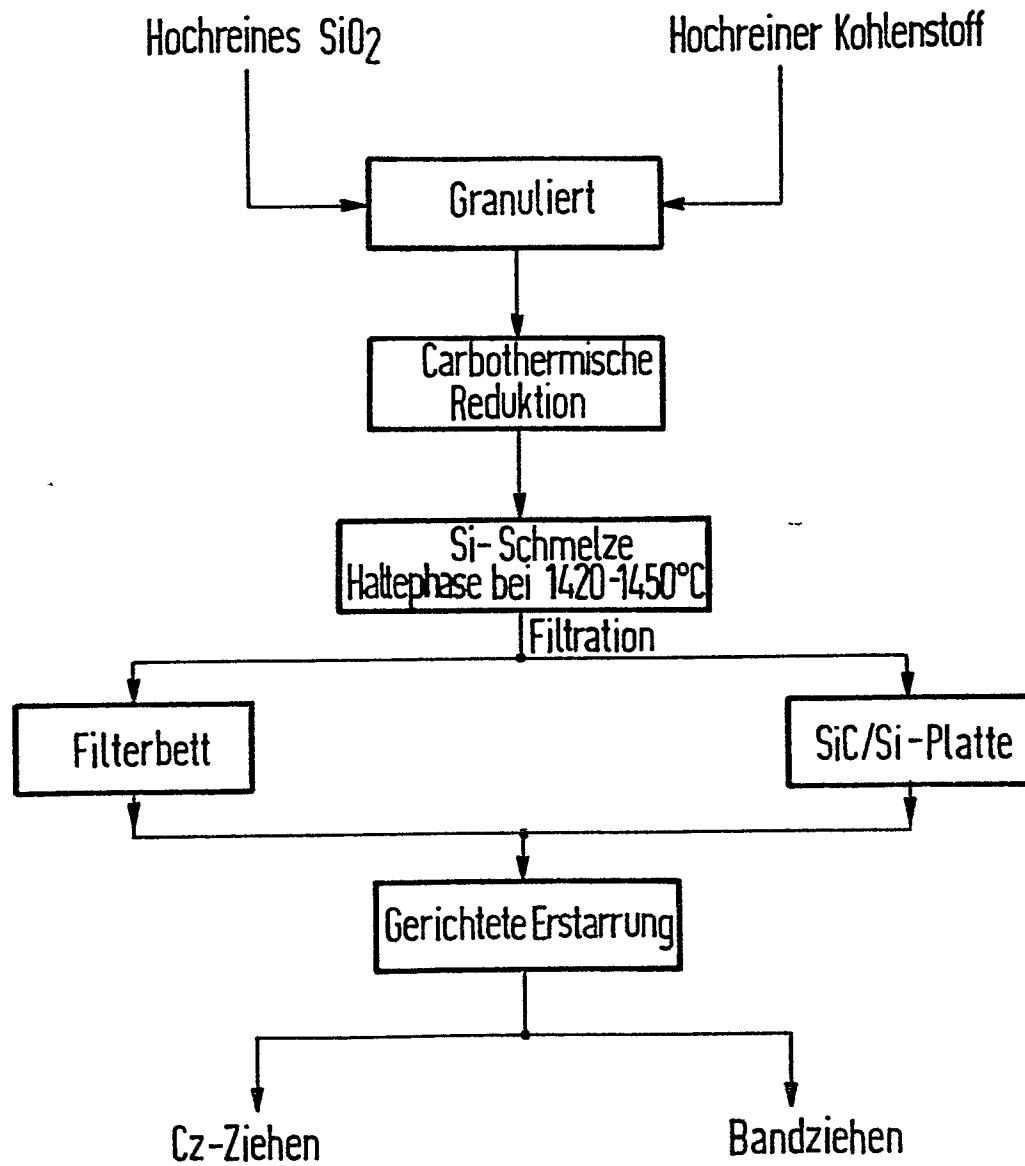 Hochreines SiO2
Hochreiner Kohlenstoff
Granuliert
Carbothermische
Reduktion
Si-Schmelze
Haltephase bei 1420-1450°C
Filtration
Filterbett
SiC/Si-Platte
Gerichtete Erstarrung
Cz-Ziehen
Bandziehen